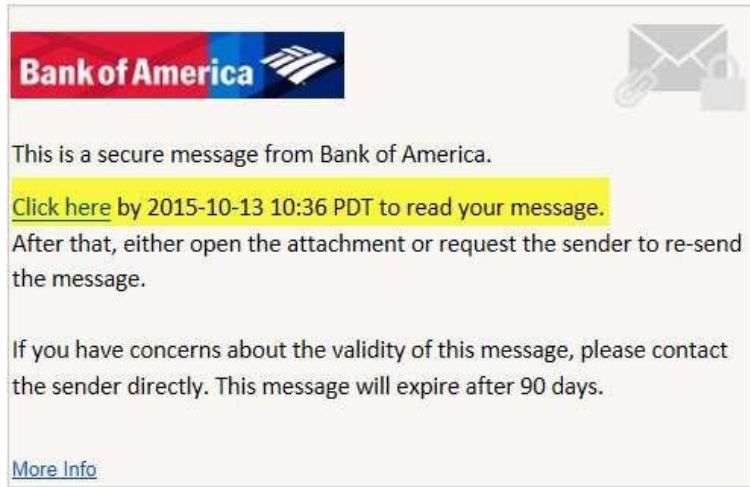 Bank of America
This is a secure message from Bank of America.
Click here by 2015-10-13 10:36 PDT to read your message.
After that, either open the attachment or request the sender to re-send
the message.
If you have concerns about the validity of this message, please contact
the sender directly. This message will expire after 90 days.
More Info